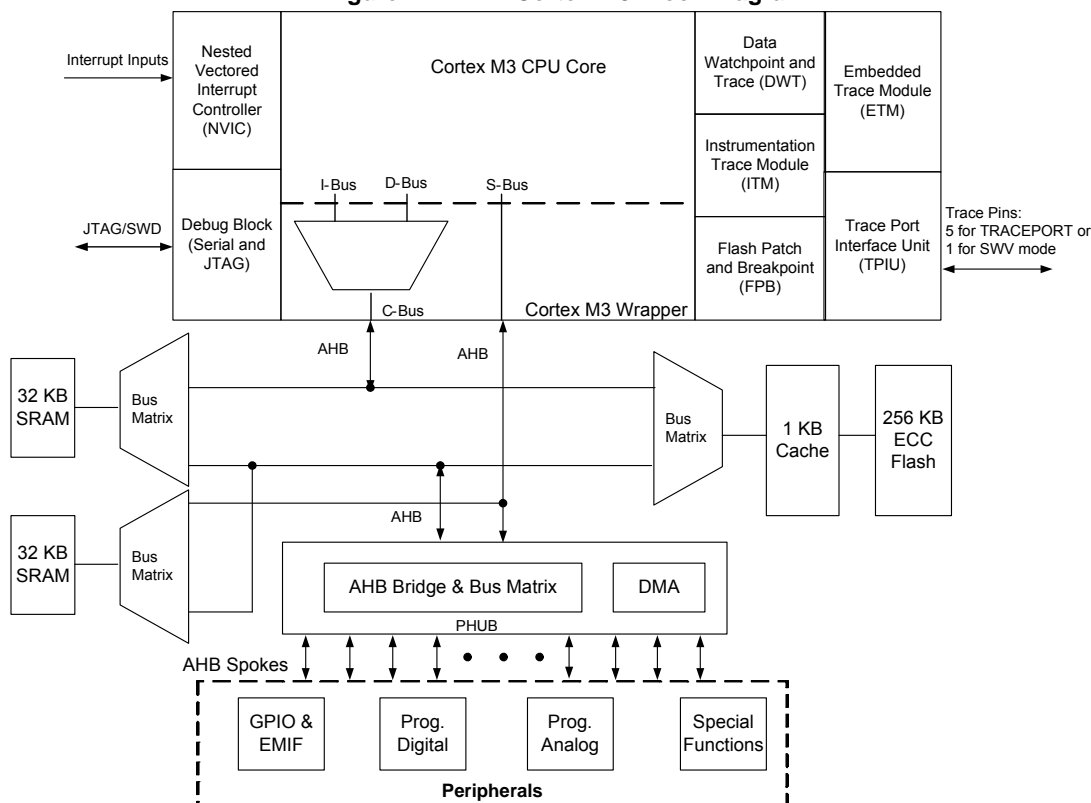 Interrupt Inputs
Nested
Vectored
Interrupt
Controller
(NVIC)
Cortex M3 CPU Core
Data
Watchpoint and
Trace (DWT)
Embedded
Trace Module
(ETM)
Instrumentation
Trace Module
(ITM)
I-Bus
D-Bus
S-Bus
JTAG/SWD
Debug Block
(Serial and
JTAG)
Flash Patch
and Breakpoint
(FPB)
Trace Port
Interface Unit
(TPIU)
Trace Pins:
5 for TRACEPORT or
1 for SWV mode
C-Bus
Cortex M3 Wrapper
AHB
AHB
32 KB
SRAM
Bus
Matrix
Bus
Matrix
1 KB
Cache
256 KB
ECC
Flash
AHB
32 KB
SRAM
Bus
Matrix
AHB Bridge & Bus Matrix
DMA
PHUB
AHB Spokes
GPIO &
EMIF
Prog.
Digital
Prog.
Analog
Special
Functions
Peripherals